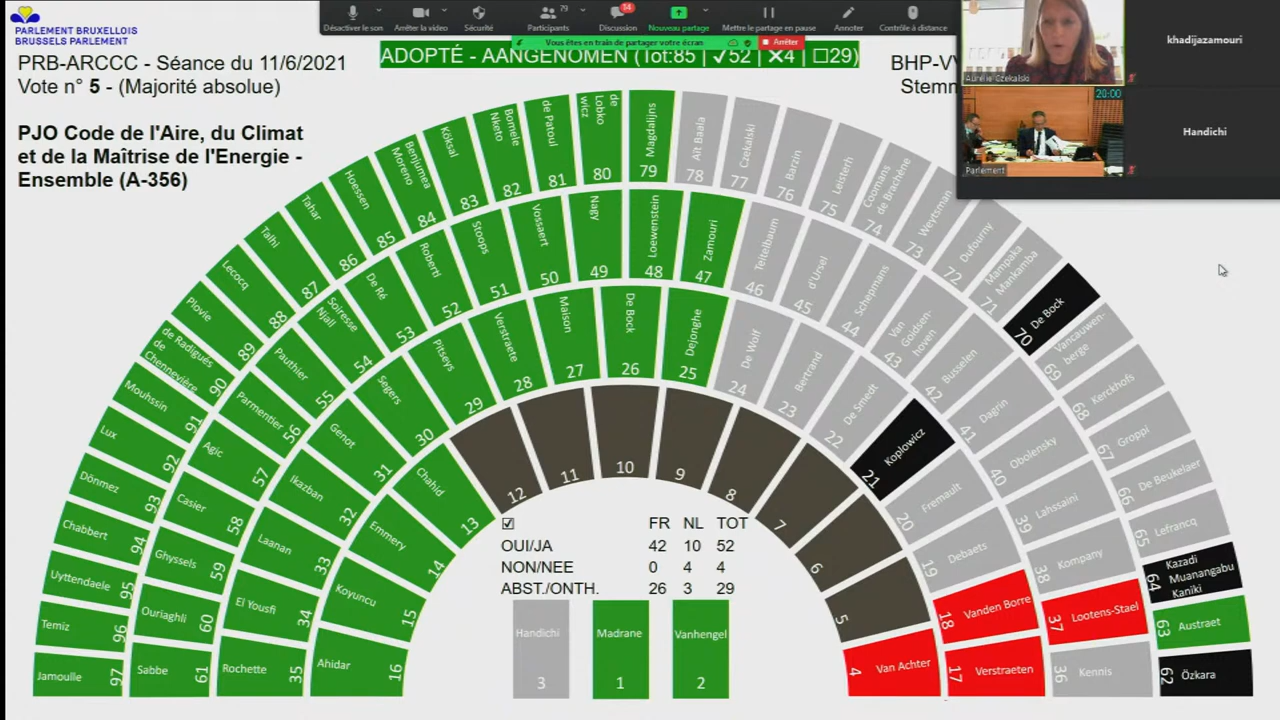 PARLEMENT BRUXELLOIS
BRUSSELS PARLEMENT
Désactiver le son
Arrêter la vidéo
Sécurité
79
Participants
14
Discussion
Nouveau partage
Mettre le partage en pause
Annoter
Contrôle à distance
Vous êtes en train de partager votre écran
Arrêter
PRB-ARCCC - Séance du 11/6/2021
Vote n° 5 - (Majorité absolue)
ADOPTÉ - AANGENOMEN (Tot:85 | ✓52 | ✕4 | ☐29)
Stemn
PJO Code de l'Aire, du Climat
et de la Maîtrise de l'Energie -
Ensemble (A-356)
Aurélie Czekalski
khadijazamouri
20:00
Parlement
Handichi
Jamoulle 97
Temiz 96
Uyttendaele 95
Chabbert 94
Dönmez 93
Lux 92
Mouhssin 91
de Radiguès de Chennevière 90
Plovie 89
Lecocq 88
Talhi 87
Tahar 86
Hoessen 85
Benjumea Moreno 84
Köksal 83
Bomele Nketo 82
de Patoul 81
de Lobkowicz 80
Magdalijns 79
Aït Baala 78
Czekalski 77
Barzin 76
Leisterh 75
Coomans de Brachène 74
Weytsman 73
Dufourny 72
Mampaka Mankamba 71
De Bock 70
Vancauwenberge 69
Kerckhofs 68
Groppi 67
De Beukelaer 66
Lefrancq 65
Kazadi Muanangabu Kaniki 64
Austraet 63
Özkara 62
Sabbe 61
Ouriaghli 60
Ghyssels 59
Casier 58
Agic 57
Parmentier 56
Pauthier 55
Soiresse Njall 54
De Ré 53
Roberti 52
Stoops 51
Vossaert 50
Nagy 49
Loewenstein 48
Zamouri 47
Teitelbaum 46
d'Ursel 45
Schepmans 44
Van Goidsenhoven 43
Busselen 42
Dagrin 41
Obolensky 40
Lahssaini 39
Kompany 38
Lootens-Stael 37
Kennis 36
Rochette 35
El Yousfi 34
Laanan 33
Ikazban 32
Genot 31
Segers 30
Pitseys 29
Verstraete 28
Maison 27
De Bock 26
Dejonghe 25
De Wolf 24
Bertrand 23
De Smedt 22
Koplowicz 21
Fremault 20
Debaets 19
Vanden Borre 18
Verstraeten 17
Ahidar 16
Koyuncu 15
Emmery 14
Chahid 13
12
11
10
9
8
7
6
5
Van Achter 4
☑ FR NL TOT
OUI/JA 42 10 52
NON/NEE 0 4 4
ABST./ONTH. 26 3 29
Handichi 3
Madrane 1
Vanhengel 2